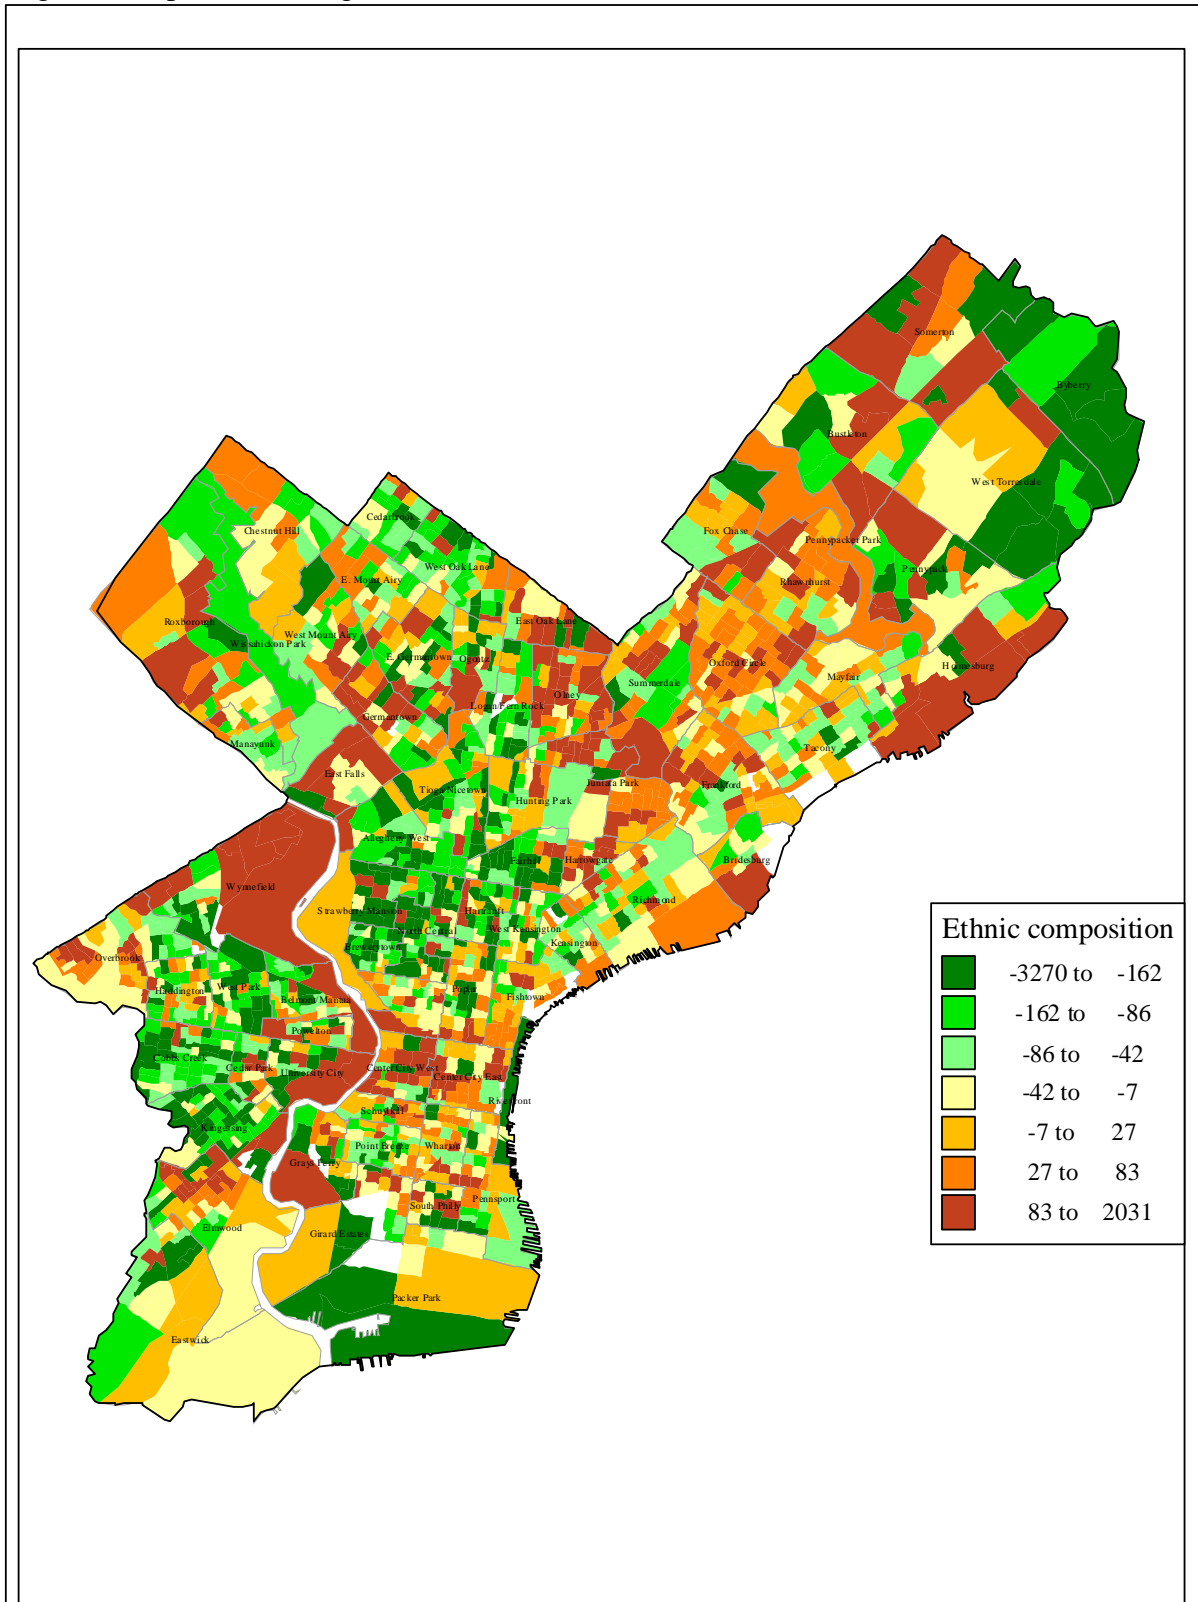 Somerton
Byberry
Bustleton
West Torresdale
Chestnut Hill
Cedarbrook
Fox Chase
Pennypacker Park
West Oak Lane
E. Mount Airy
Rhawnhurst
Pennypack
Roxborough
East Oak Lane
West Mount Airy
Wissahickon Park
E. Germantown
Ogontz
Oxford Circle
Homesburg
Summerdale
Mayfair
Olney
Logan/Fern Rock
Germantown
Manayunk
Tacony
East Falls
Juniata Park
Frankford
Tioga/Nicetown
Hunting Park
Allegheny West
Fairhill
Harrowgate
Bridesburg
Wynnefield
Richmond
Strawberry Mansion
Hartranft
North Central
West Kensington
Brewerytown
Kensington
Overbrook
Haddington
West Park
Poplar
Belmont/Mantua
Fishtown
Powelton
Cobbs Creek
Cedar Park
University City
Center City West
Center City East
Riverfront
Schuylkill
Kingessing
Point Breeze
Wharton
Grays Ferry
Pennsport
South Philly
Elmwood
Girard Estates
Packer Park
Eastwick
Ethnic composition
-3270 to -162
-162 to -86
-86 to -42
-42 to -7
-7 to 27
27 to 83
83 to 2031